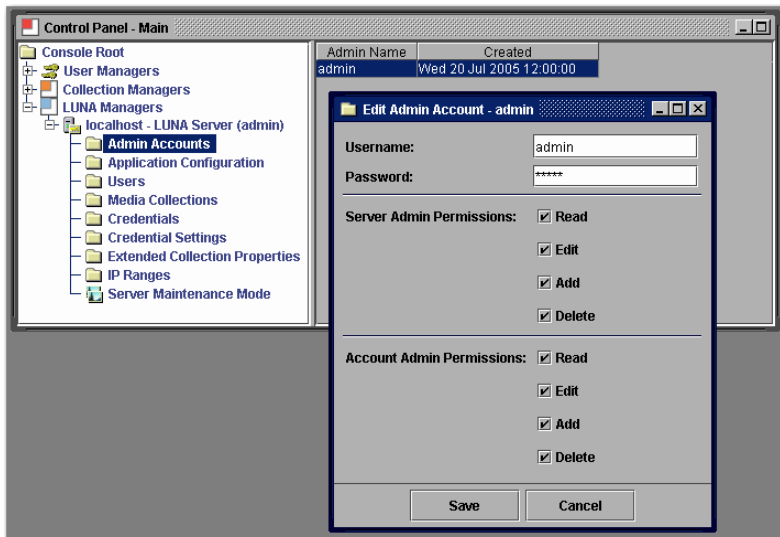 Control Panel - Main
Console Root
User Managers
Collection Managers
LUNA Managers
localhost - LUNA Server (admin)
Admin Accounts
Application Configuration
Users
Media Collections
Credentials
Credential Settings
Extended Collection Properties
IP Ranges
Server Maintenance Mode
Admin Name Created
admin Wed 20 Jul 2005 12:00:00
Edit Admin Account - admin
Username: admin
Password: *****
Server Admin Permissions: Read
Edit
Add
Delete
Account Admin Permissions: Read
Edit
Add
Delete
Save Cancel